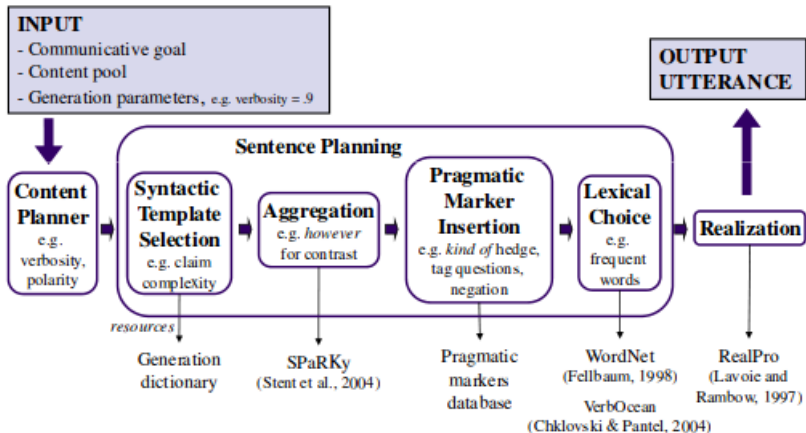 INPUT
- Communicative goal
- Content pool
- Generation parameters, e.g. verbosity = .9
OUTPUT
UTTERANCE
Sentence Planning
Content
Planner
e.g.
verbosity,
polarity
Syntactic
Template
Selection
e.g. claim
complexity
Aggregation
e.g. however
for contrast
Pragmatic
Marker
Insertion
e.g. kind of hedge,
tag questions,
negation
Lexical
Choice
e.g.
frequent
words
Realization
resources
Generation
dictionary
SPaRKy
(Stent et al., 2004)
Pragmatic
markers
database
WordNet
(Fellbaum, 1998)
VerbOcean
(Chklovski & Pantel, 2004)
RealPro
(Lavoie and
Rambow, 1997)